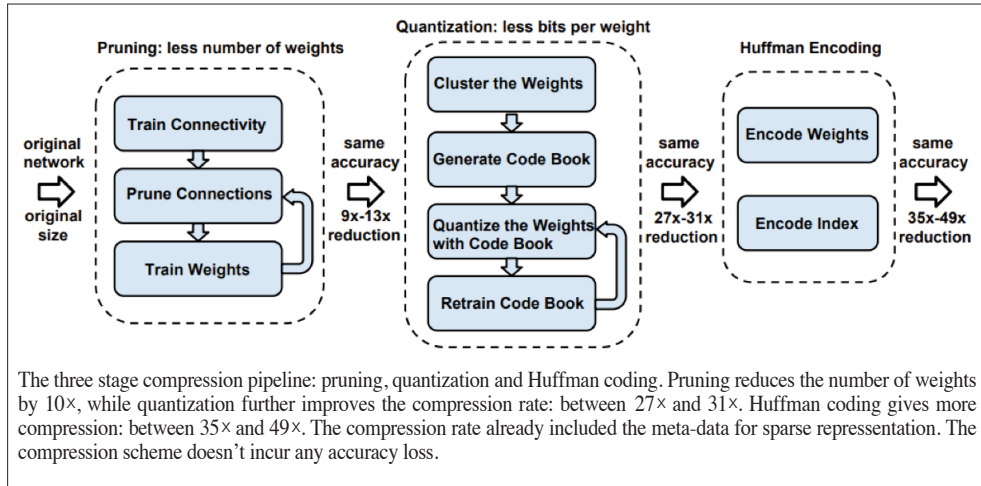 Pruning: less number of weights
Train Connectivity
Prune Connections
Train Weights
original
network
original
size
same
accuracy
9x-13x
reduction
Quantization: less bits per weight
Cluster the Weights
Generate Code Book
Quantize the Weights
with Code Book
Retrain Code Book
same
accuracy
27x-31x
reduction
Huffman Encoding
Encode Weights
Encode Index
same
accuracy
35x-49x
reduction
The three stage compression pipeline: pruning, quantization and Huffman coding. Pruning reduces the number of weights
by 10×, while quantization further improves the compression rate: between 27× and 31×. Huffman coding gives more
compression: between 35× and 49×. The compression rate already included the meta-data for sparse repressentation. The
compression scheme doesn’t incur any accuracy loss.